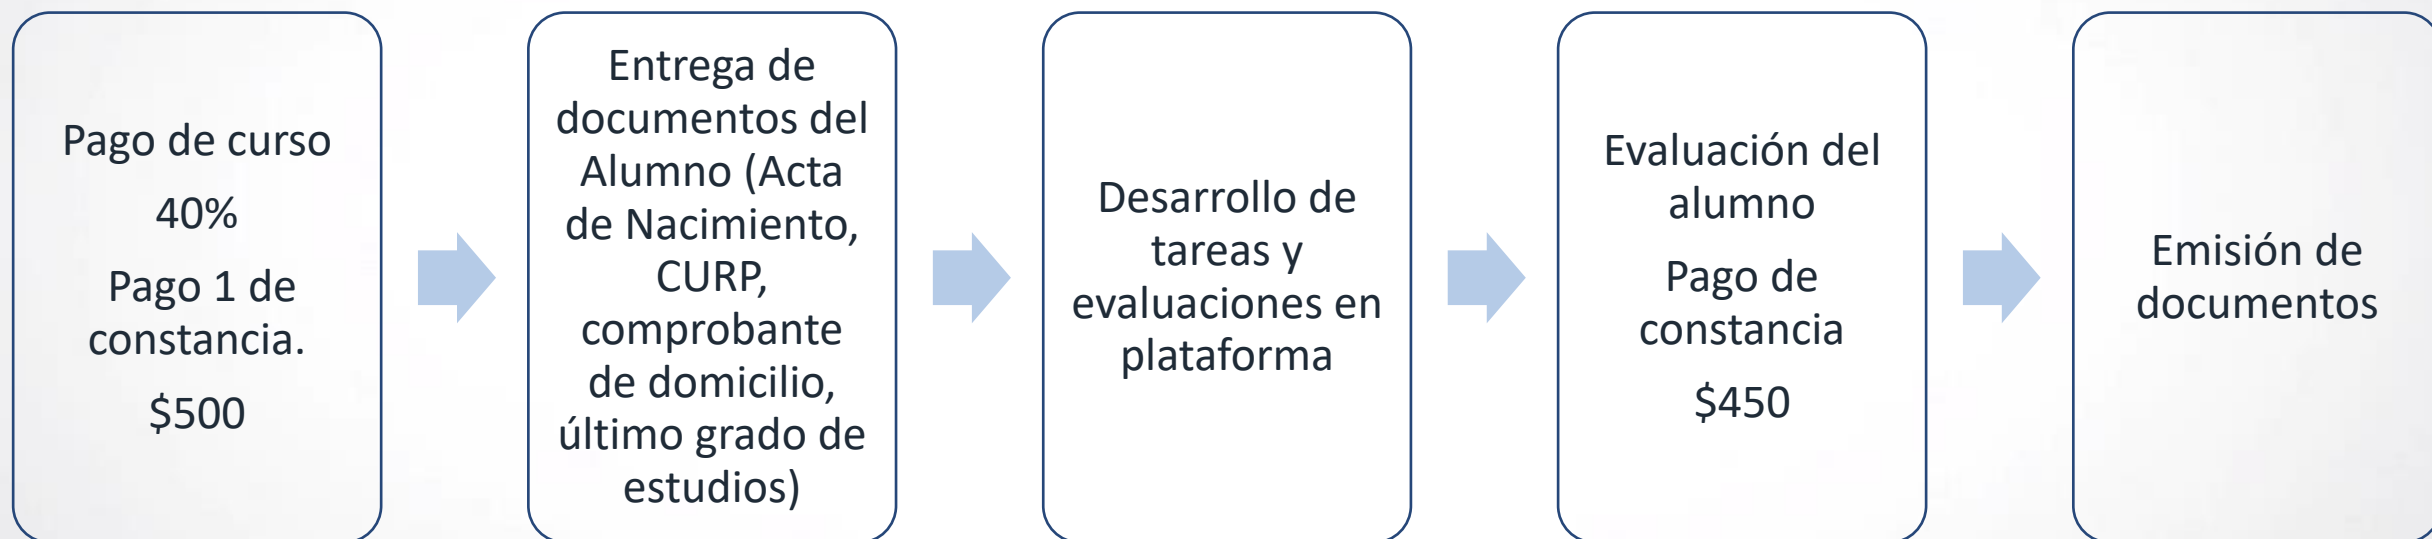 Pago de curso
40%
Pago 1 de
constancia.
$500
Entrega de
documentos del
Alumno (Acta
de Nacimiento,
CURP,
comprobante
de domicilio,
último grado de
estudios)
Desarrollo de
tareas y
evaluaciones en
plataforma
Evaluación del
alumno
Pago de
constancia
$450
Emisión de
documentos